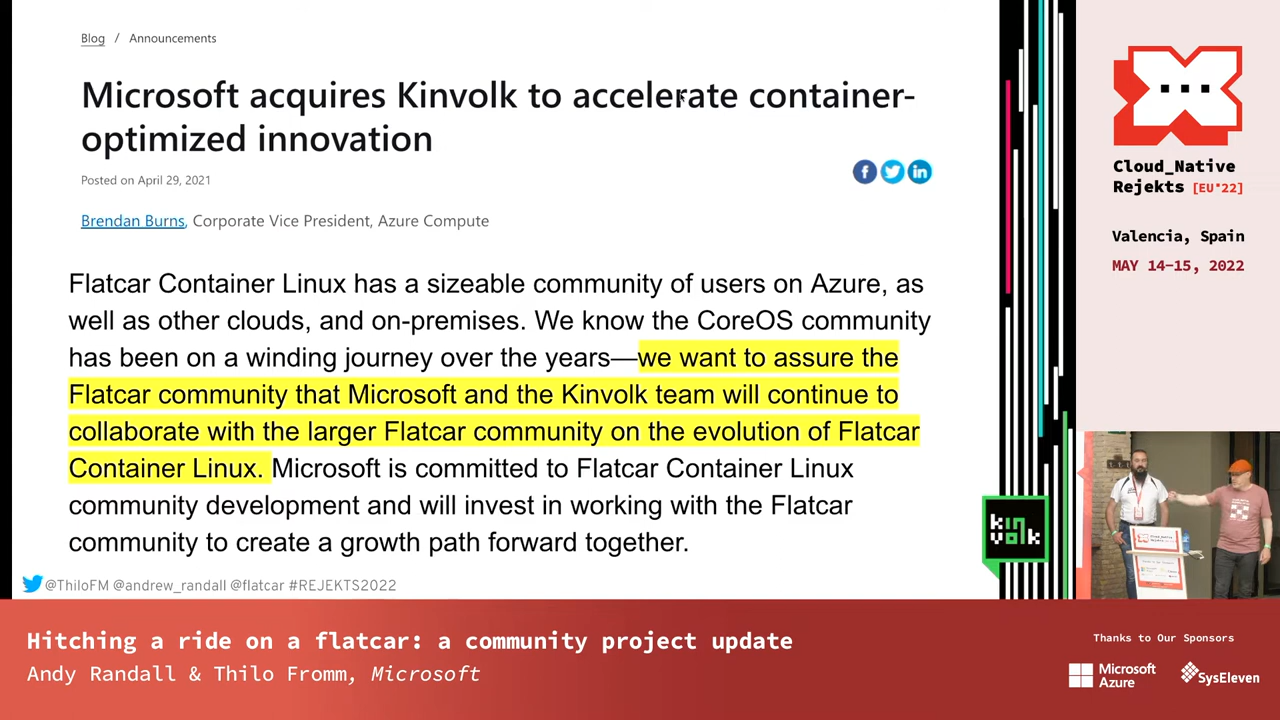 Blog / Announcements
Microsoft acquires Kinvolk to accelerate container-
optimized innovation
Posted on April 29, 2021
Brendan Burns, Corporate Vice President, Azure Compute
Flatcar Container Linux has a sizeable community of users on Azure, as
well as other clouds, and on-premises. We know the CoreOS community
has been on a winding journey over the years—we want to assure the
Flatcar community that Microsoft and the Kinvolk team will continue to
collaborate with the larger Flatcar community on the evolution of Flatcar
Container Linux. Microsoft is committed to Flatcar Container Linux
community development and will invest in working with the Flatcar
community to create a growth path forward together.
@ThiloFM @andrew_randall @flatcar #REJEKTS2022
kin
volk
Cloud_Native
Rejekts [EU'22]
Valencia, Spain
MAY 14-15, 2022
Hitching a ride on a flatcar: a community project update
Andy Randall & Thilo Fromm, Microsoft
Thanks to Our Sponsors
Microsoft
Azure
SysEleven